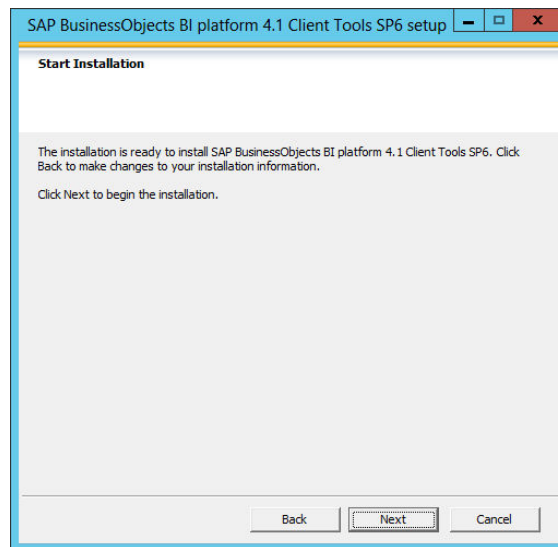 SAP BusinessObjects BI platform 4.1 Client Tools SP6 setup
Start Installation
The installation is ready to install SAP BusinessObjects BI platform 4.1 Client Tools SP6. Click
Back to make changes to your installation information.
Click Next to begin the installation.
Back Next Cancel